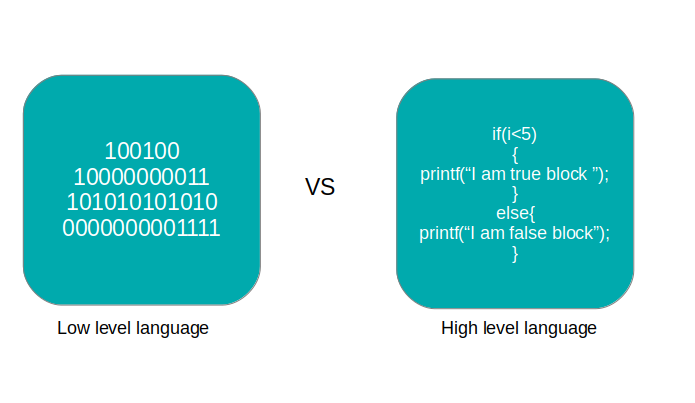 100100
10000000011
101010101010
0000000001111
Low level language
VS
if(i<5)
{
printf(“I am true block ”);
}
else{
printf(“I am false block”);
}
High level language